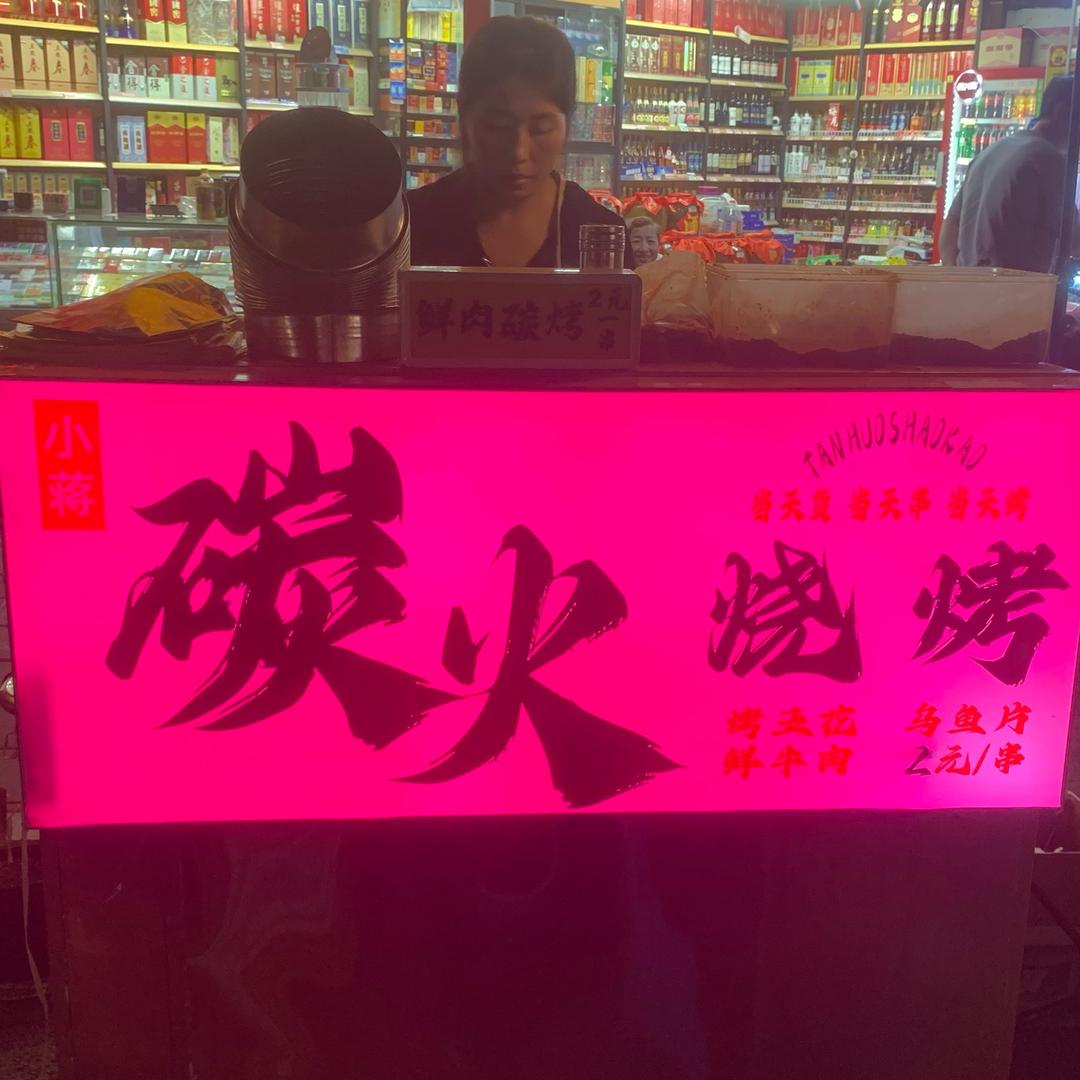 鲜肉碳烤
2元一串
小蒋
碳火
TANHUOSHAOKAO
当天货 当天串 当天烤
烧烤
烤五花 乌鱼片
鲜牛肉 2元/串